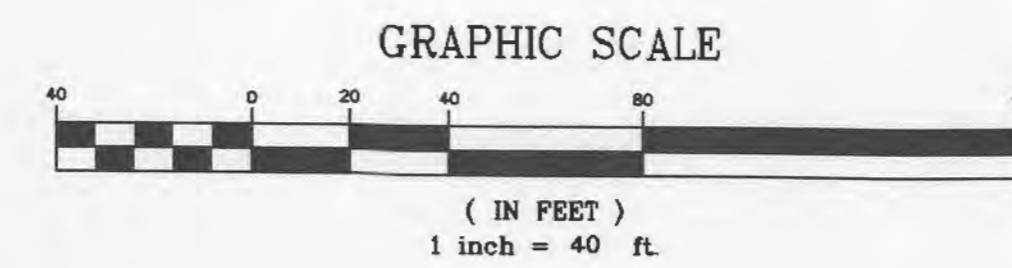 GRAPHIC SCALE
40 0 20 40 80
( IN FEET )
1 inch = 40 ft.